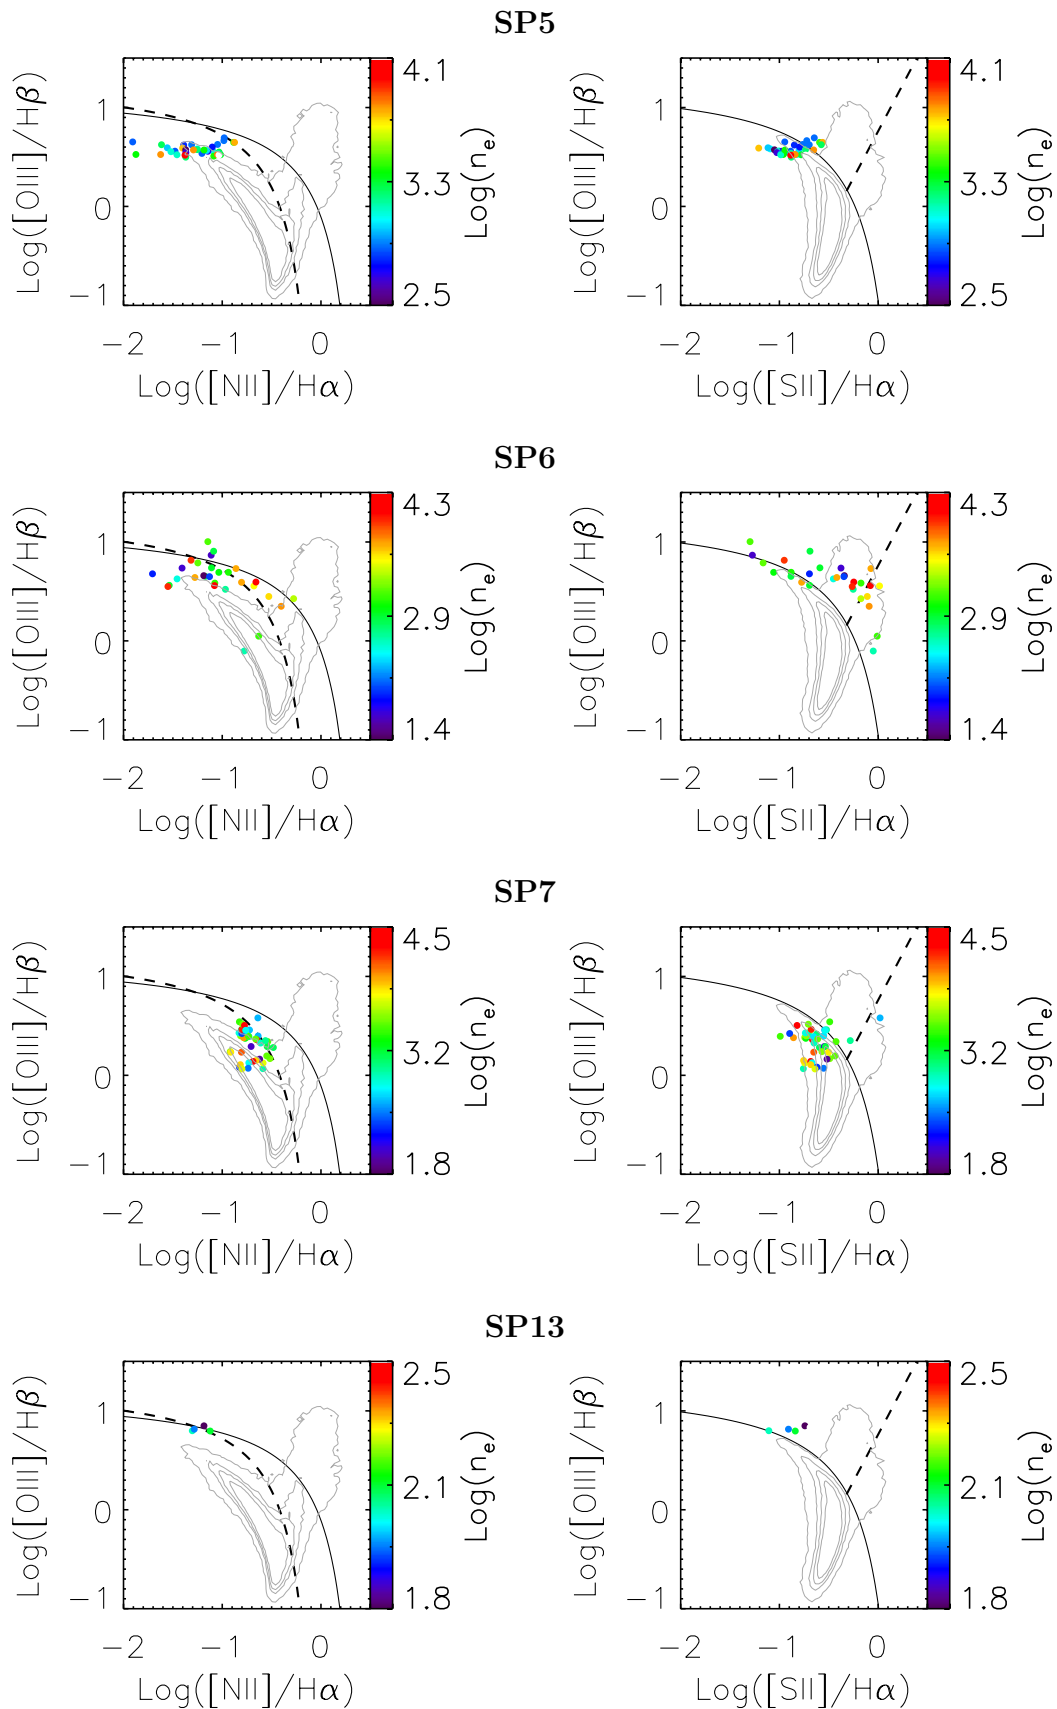 SP5
Log([OIII]/Hβ)
1
0
−1
−2
−1
0
Log([NII]/Hα)
4.1
3.3
2.5
Log(nₑ)
Log([OIII]/Hβ)
1
0
−1
−2
−1
0
Log([SII]/Hα)
4.1
3.3
2.5
Log(nₑ)
SP6
Log([OIII]/Hβ)
1
0
−1
−2
−1
0
Log([NII]/Hα)
4.3
2.9
1.4
Log(nₑ)
Log([OIII]/Hβ)
1
0
−1
−2
−1
0
Log([SII]/Hα)
4.3
2.9
1.4
Log(nₑ)
SP7
Log([OIII]/Hβ)
1
0
−1
−2
−1
0
Log([NII]/Hα)
4.5
3.2
1.8
Log(nₑ)
Log([OIII]/Hβ)
1
0
−1
−2
−1
0
Log([SII]/Hα)
4.5
3.2
1.8
Log(nₑ)
SP13
Log([OIII]/Hβ)
1
0
−1
−2
−1
0
Log([NII]/Hα)
2.5
2.1
1.8
Log(nₑ)
Log([OIII]/Hβ)
1
0
−1
−2
−1
0
Log([SII]/Hα)
2.5
2.1
1.8
Log(nₑ)